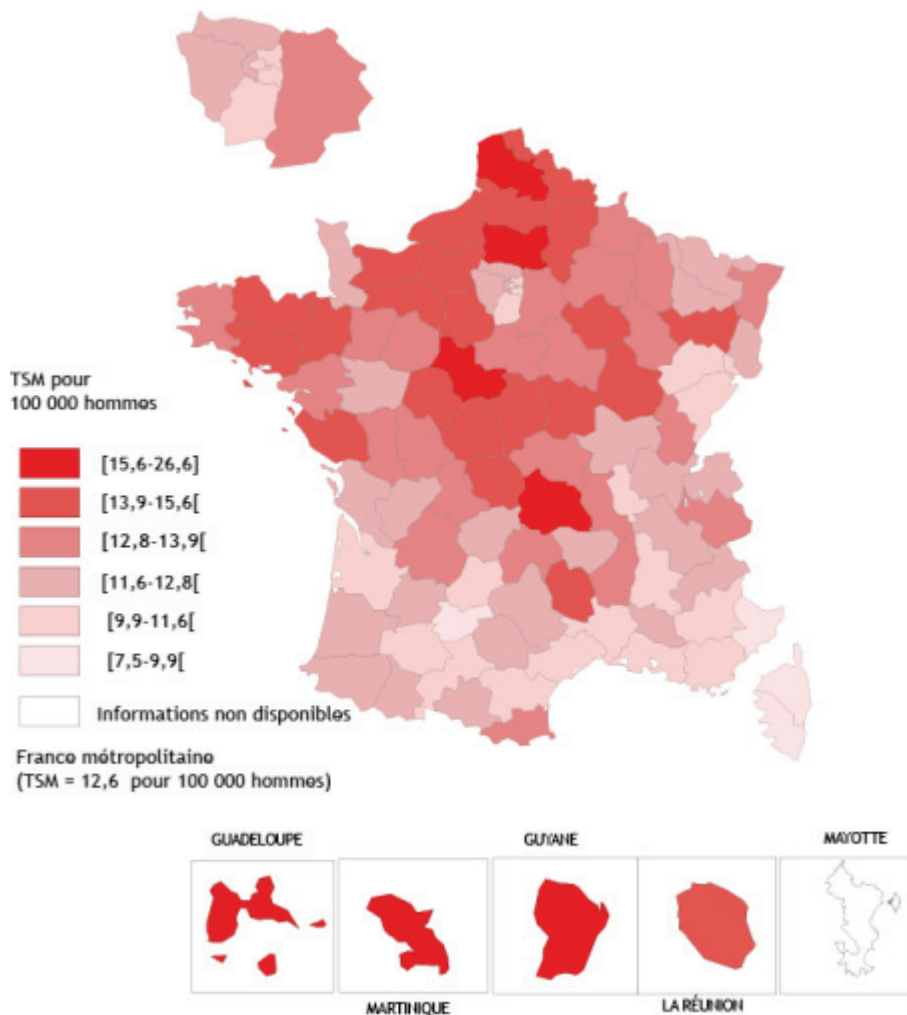 TSM pour
100 000 hommes
[15,6-26,6]
[13,9-15,6[
[12,8-13,9[
[11,6-12,8[
[9,9-11,6[
[7,5-9,9[
Informations non disponibles
France métropolitaine
(TSM = 12,6 pour 100 000 hommes)
GUADELOUPE
GUYANE
MAYOTTE
MARTINIQUE
LA RÉUNION